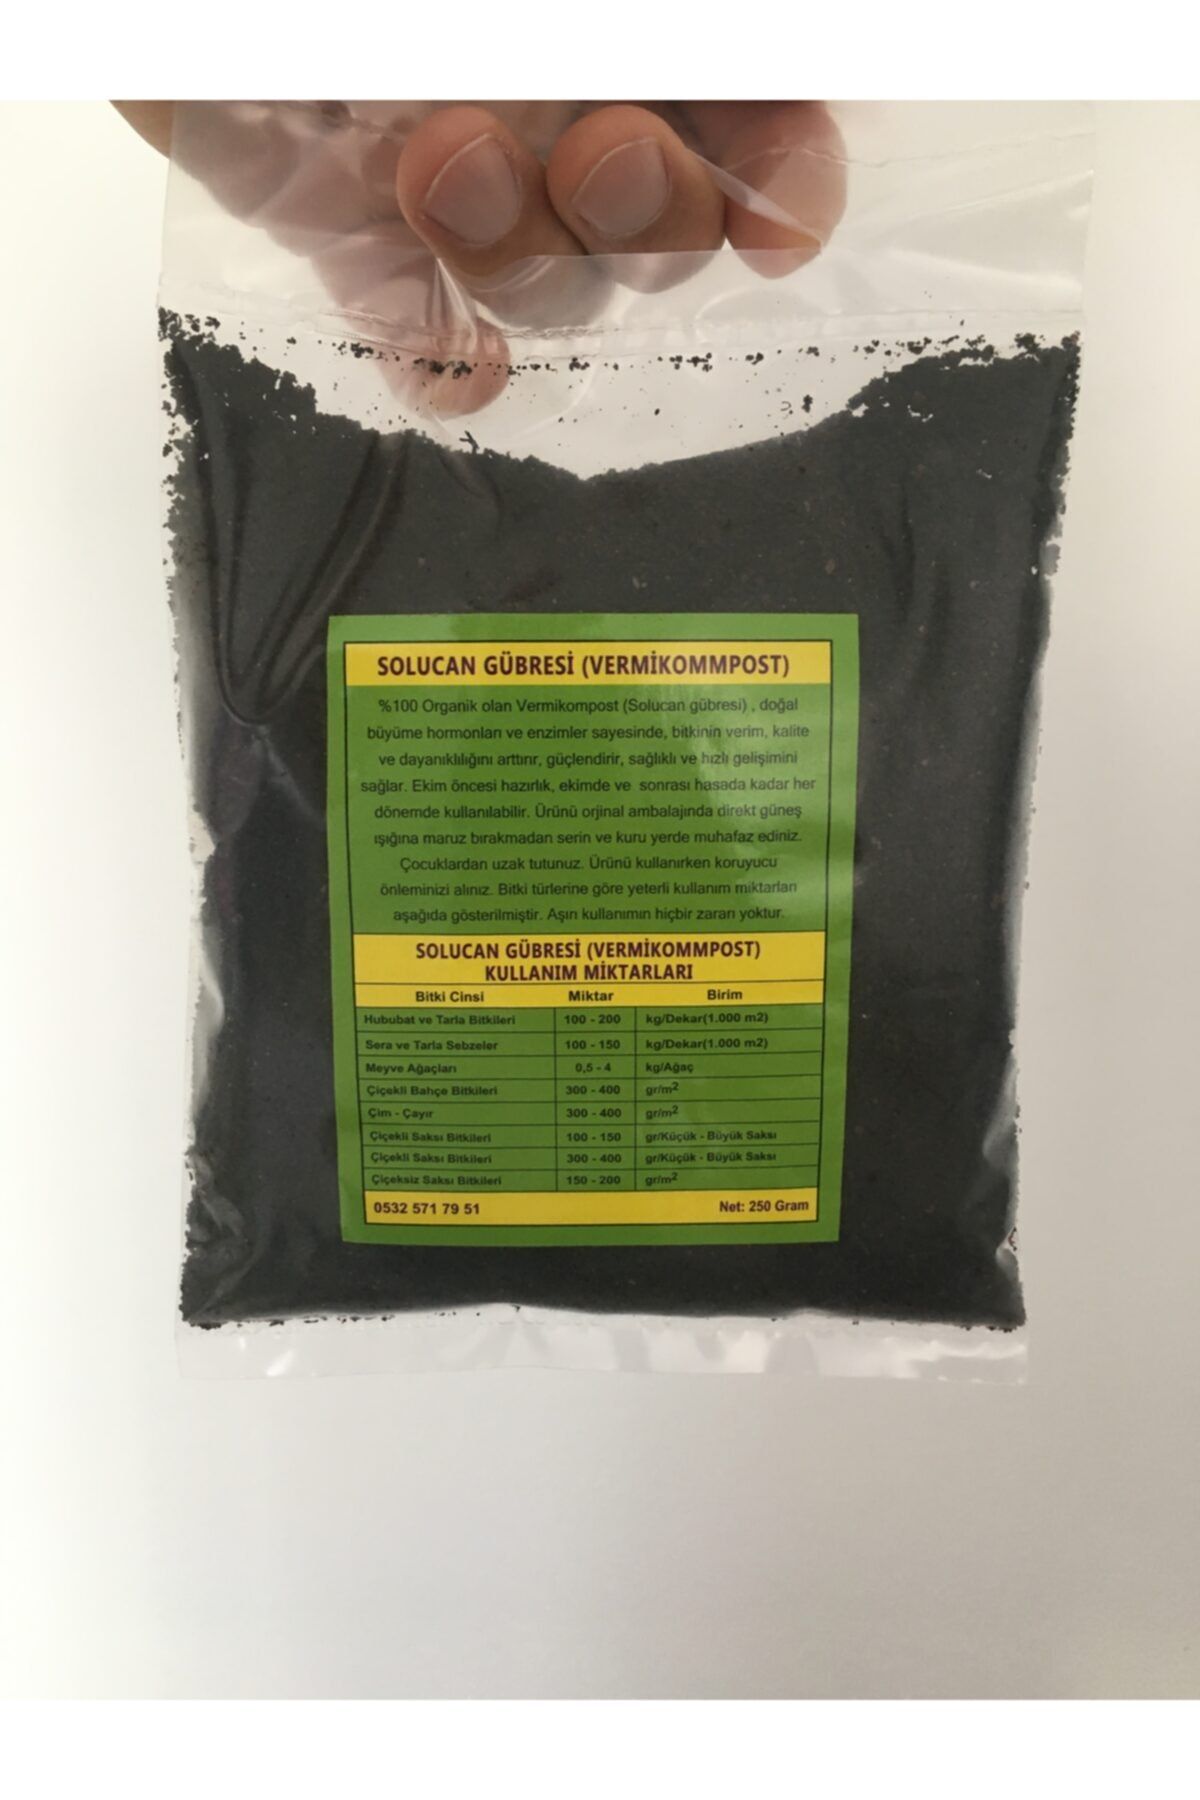 SOLUCAN GÜBRESİ (VERMİKOMMPOST)
%100 Organik olan Vermikompost (Solucan gübresi) , doğal
büyüme hormonları ve enzimler sayesinde, bitkinin verim, kalite
ve dayanıklılığını arttırır, güçlendirir, sağlıklı ve hızlı gelişimini
sağlar. Ekim öncesi hazırlık, ekimde ve sonrası hasada kadar her
dönemde kullanılabilir. Ürünü orjinal ambalajında direkt güneş
ışığına maruz bırakmadan serin ve kuru yerde muhafaz ediniz.
Çocuklardan uzak tutunuz. Ürünü kullanırken koruyucu
önleminizi alınız. Bitki türlerine göre yeterli kullanım miktarları
aşağıda gösterilmiştir. Aşırı kullanımın hiçbir zararı yoktur.
SOLUCAN GÜBRESİ (VERMİKOMMPOST)
KULLANIM MİKTARLARI
Bitki Cinsi Miktar Birim
Hububat ve Tarla Bitkileri 100 - 200 kg/Dekar(1.000 m2)
Sera ve Tarla Sebzeler 100 - 150 kg/Dekar(1.000 m2)
Meyve Ağaçları 0,5 - 4 kg/Ağaç
Çiçekli Bahçe Bitkileri 300 - 400 gr/m2
Çim - Çayır 300 - 400 gr/m2
Çiçekli Saksı Bitkileri 100 - 150 gr/Küçük - Büyük Saksı
Çiçekli Saksı Bitkileri 300 - 400 gr/Küçük - Büyük Saksı
Çiçeksiz Saksı Bitkileri 150 - 200 gr/m2
0532 571 79 51 Net: 250 Gram